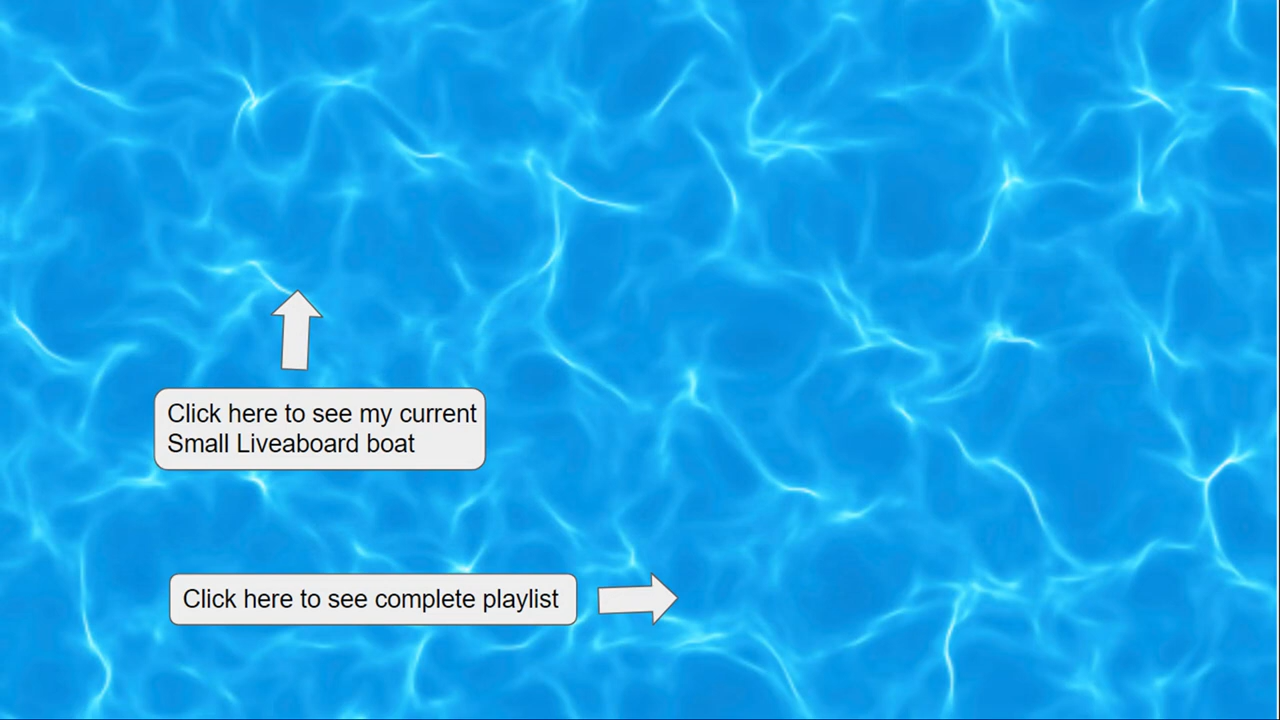 Click here to see my current
Small Liveaboard boat
Click here to see complete playlist